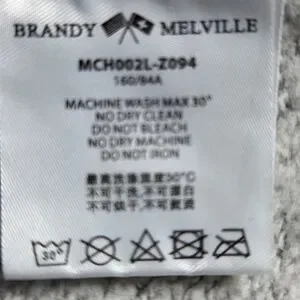 BRANDY MELVILLE
MCH002L-Z094
160/84A
MACHINE WASH MAX 30°
NO DRY CLEAN
DO NOT BLEACH
NO DRY MACHINE
DO NOT IRON
最高洗涤温度30°C
不可干洗,不可漂白
不可烘干,不可熨烫
30°